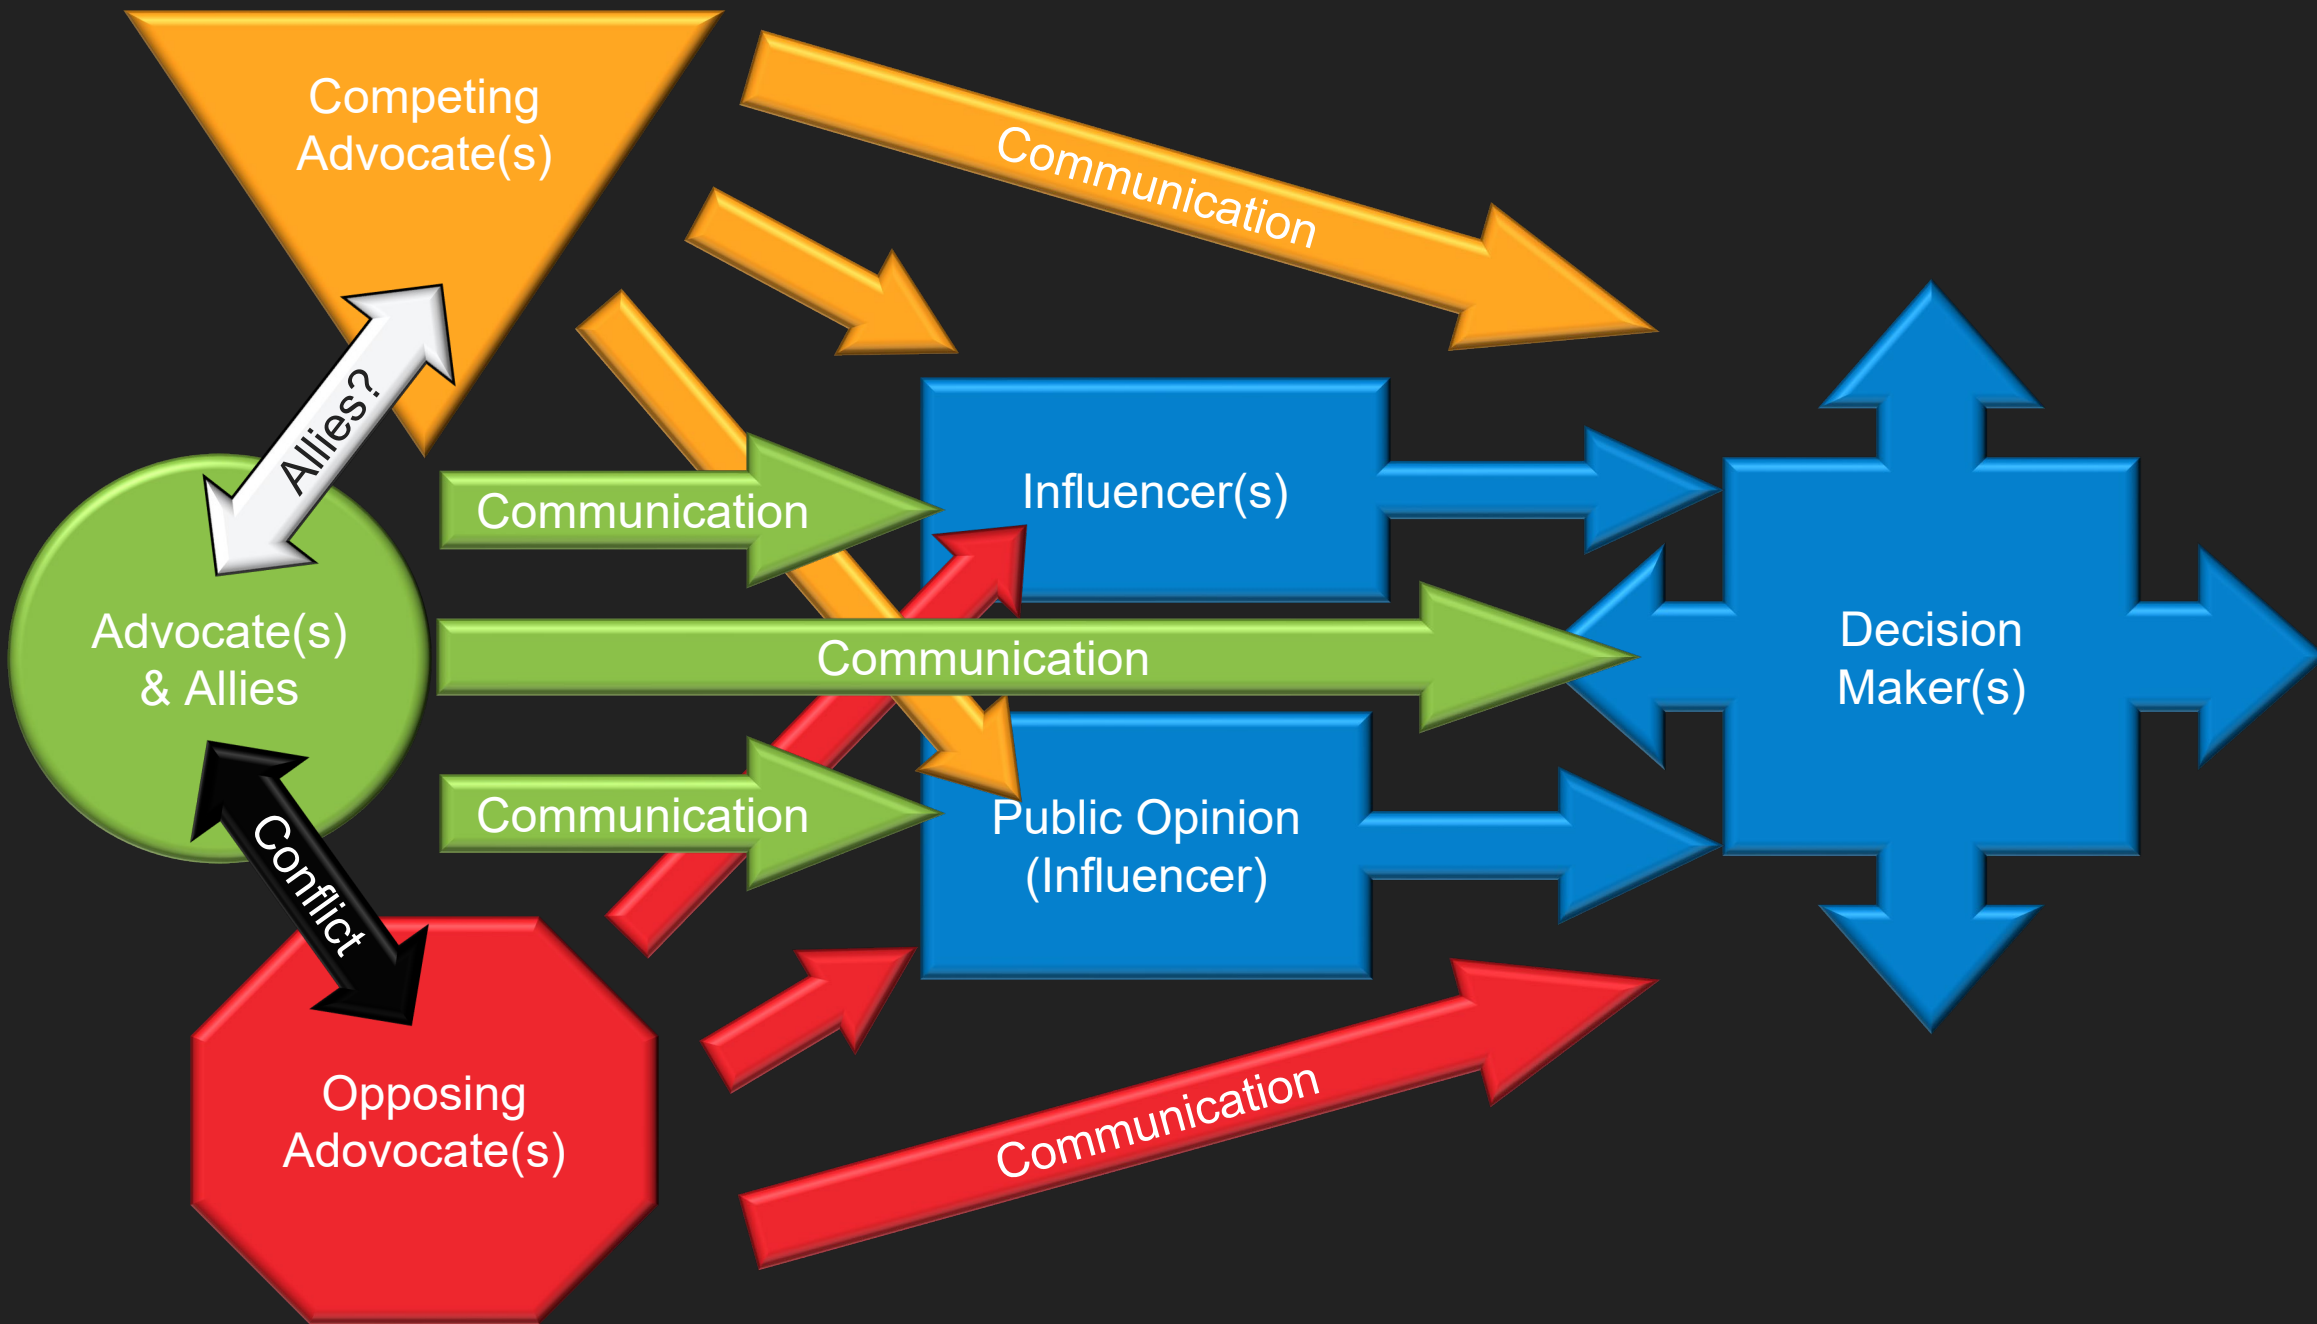 Competing
Advocate(s)
Communication
Allies?
Communication
Influencer(s)
Advocate(s)
& Allies
Communication
Decision
Maker(s)
Communication
Public Opinion
(Influencer)
Conflict
Opposing
Adovocate(s)
Communication